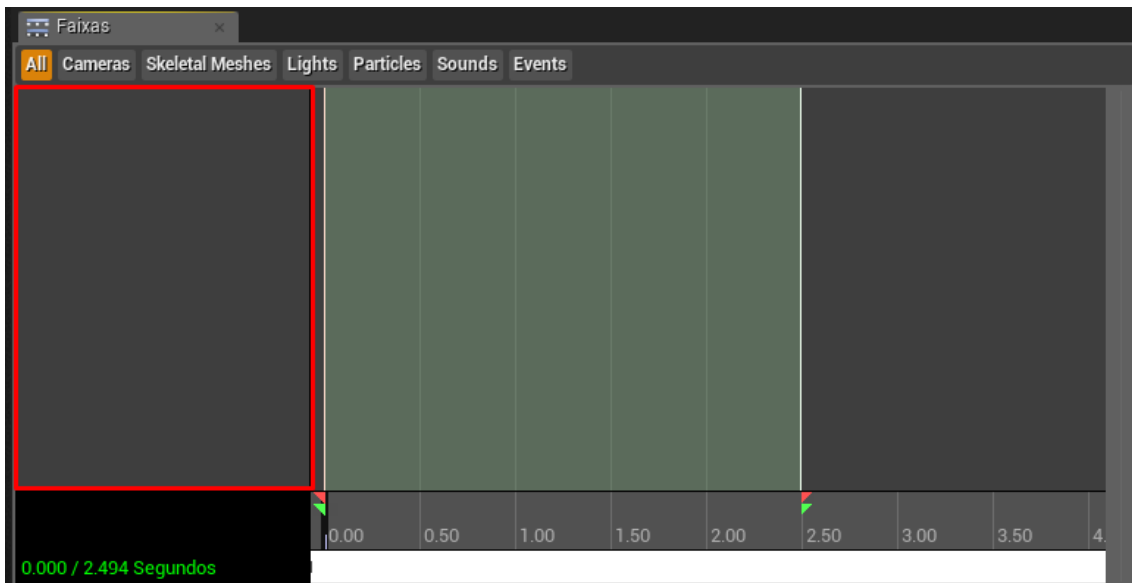 Faixas
All Cameras Skeletal Meshes Lights Particles Sounds Events
0.00 0.50 1.00 1.50 2.00 2.50 3.00 3.50 4.
0.000 / 2.494 Segundos